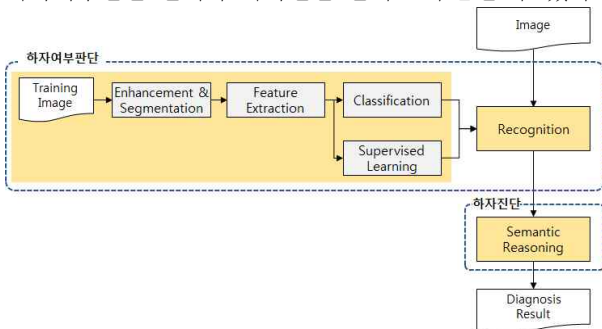 Image
하자여부판단
Training
Image
Enhancement &
Segmentation
Feature
Extraction
Classification
Supervised
Learning
Recognition
하자진단
Semantic
Reasoning
Diagnosis
Result